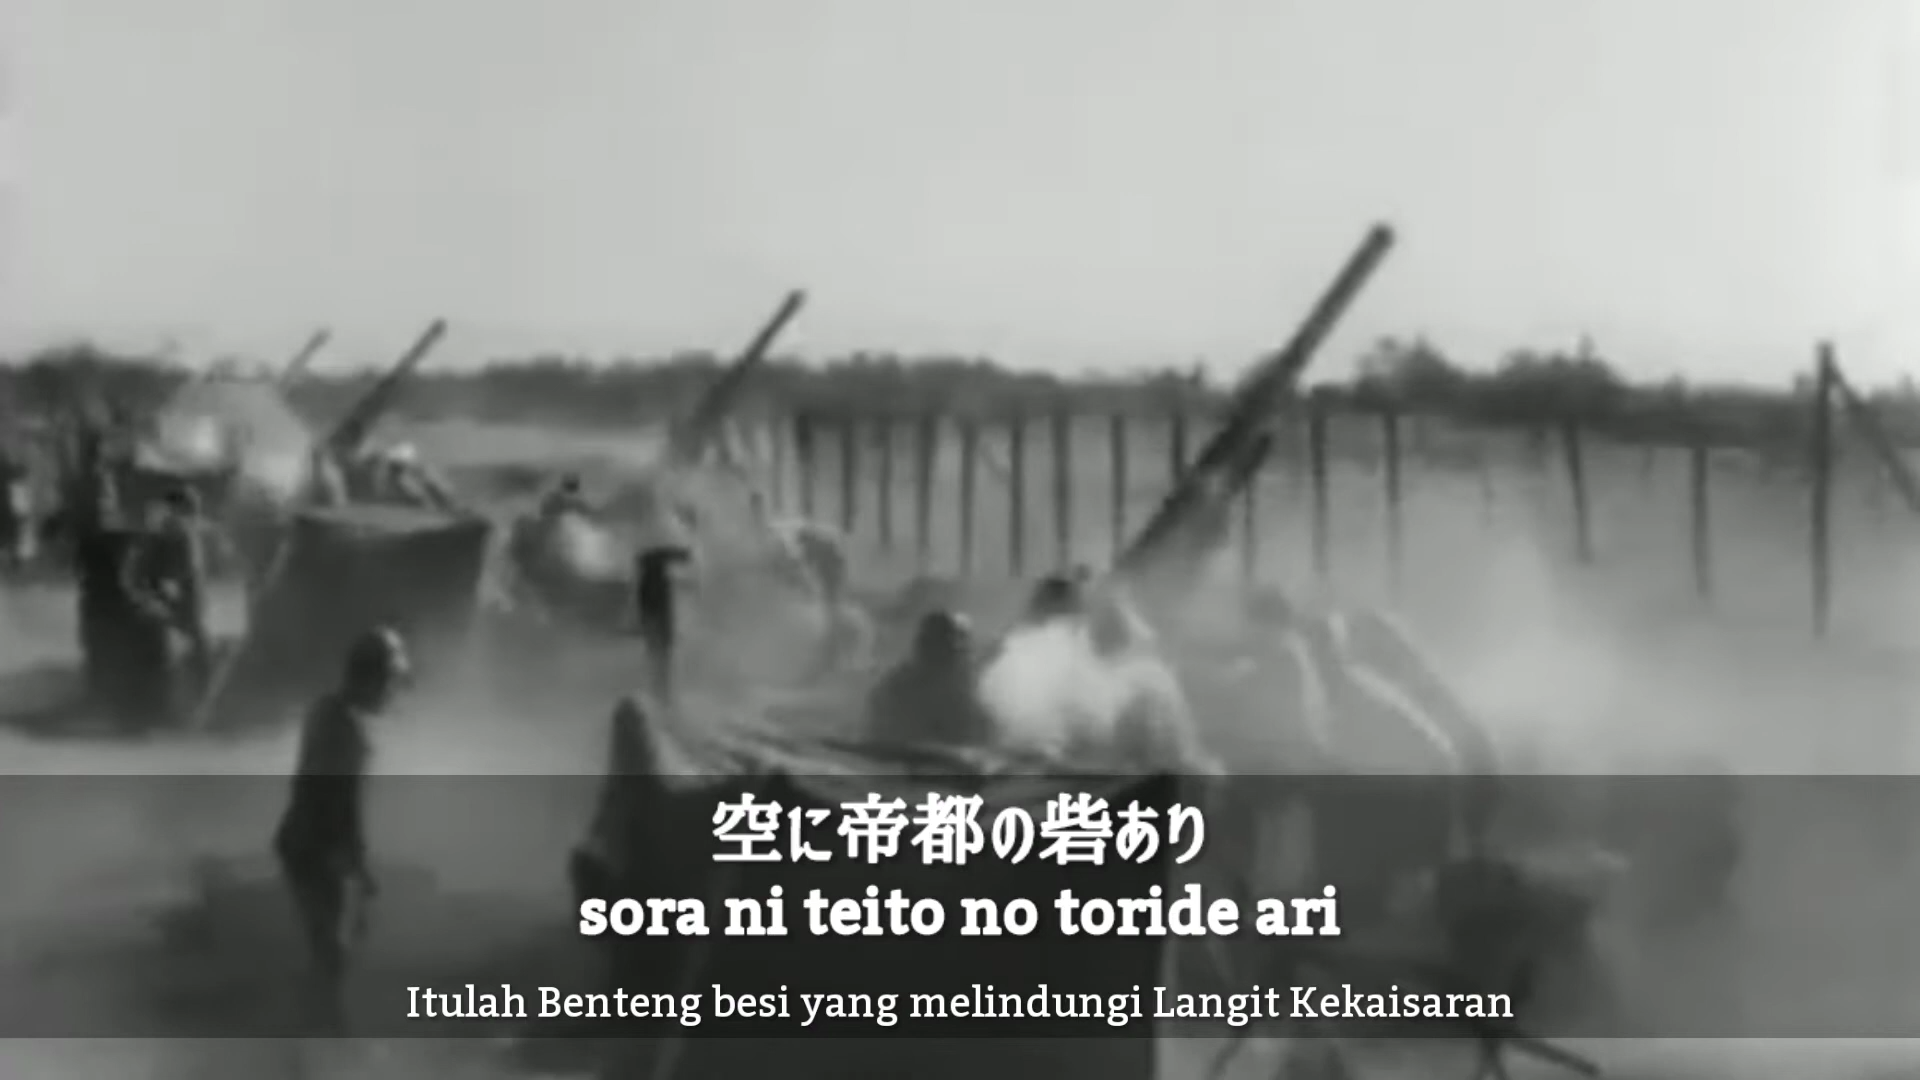 空に帝都の砦あり
sora ni teito no toride ari
Itulah Benteng besi yang melindungi Langit Kekaisaran